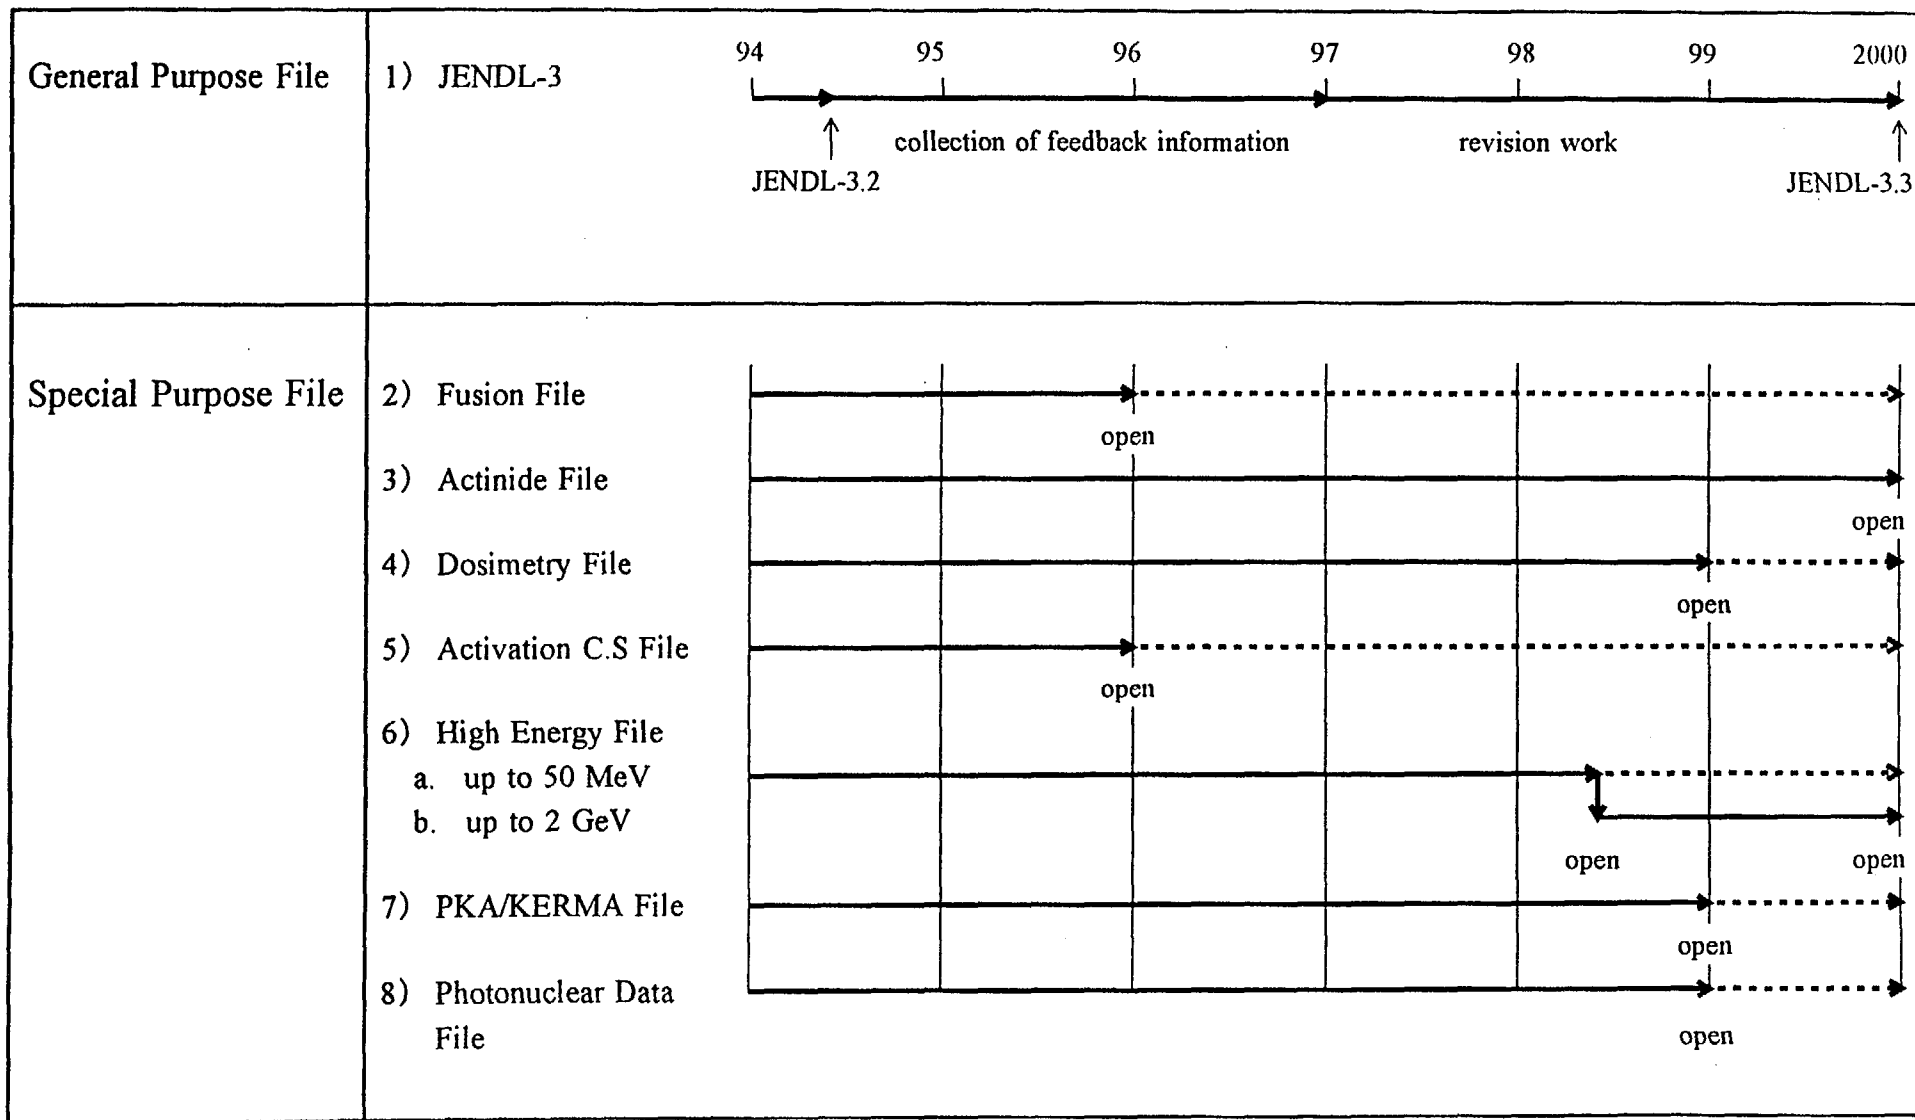 General Purpose File
1) JENDL-3
94 95 96 97 98 99 2000
collection of feedback information
revision work
JENDL-3.2
JENDL-3.3
Special Purpose File
2) Fusion File
open
3) Actinide File
open
4) Dosimetry File
open
5) Activation C.S File
open
6) High Energy File
a. up to 50 MeV
b. up to 2 GeV
open open
7) PKA/KERMA File
open
8) Photonuclear Data
File
open